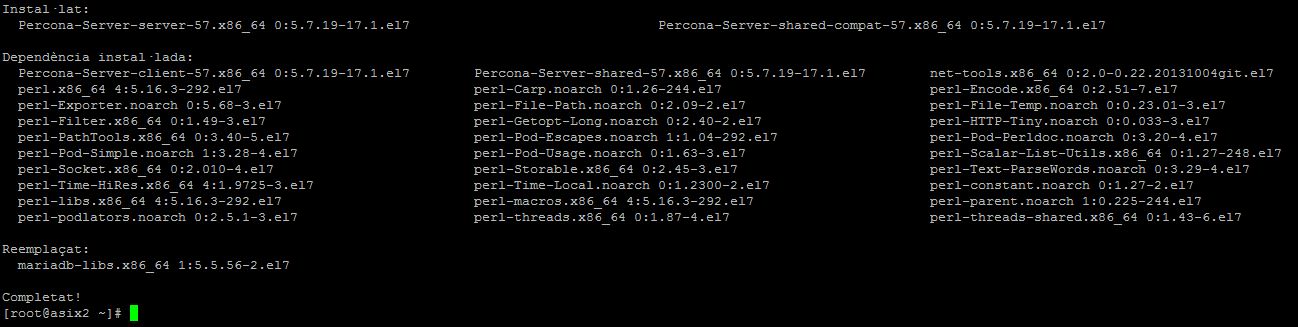 Instal·lat:
Percona-Server-server-57.x86_64 0:5.7.19-17.1.el7 Percona-Server-shared-compat-57.x86_64 0:5.7.19-17.1.el7
Dependència instal·lada:
Percona-Server-client-57.x86_64 0:5.7.19-17.1.el7 Percona-Server-shared-57.x86_64 0:5.7.19-17.1.el7 net-tools.x86_64 0:2.0-0.22.20131004git.el7
perl.x86_64 4:5.16.3-292.el7 perl-Carp.noarch 0:1.26-244.el7 perl-Encode.x86_64 0:2.51-7.el7
perl-Exporter.noarch 0:5.68-3.el7 perl-File-Path.noarch 0:2.09-2.el7 perl-File-Temp.noarch 0:0.23.01-3.el7
perl-Filter.x86_64 0:1.49-3.el7 perl-Getopt-Long.noarch 0:2.40-2.el7 perl-HTTP-Tiny.noarch 0:0.033-3.el7
perl-PathTools.x86_64 0:3.40-5.el7 perl-Pod-Escapes.noarch 1:1.04-292.el7 perl-Pod-Perldoc.noarch 0:3.20-4.el7
perl-Pod-Simple.noarch 1:3.28-4.el7 perl-Pod-Usage.noarch 0:1.63-3.el7 perl-Scalar-List-Utils.x86_64 0:1.27-248.el7
perl-Socket.x86_64 0:2.010-4.el7 perl-Storable.x86_64 0:2.45-3.el7 perl-Text-ParseWords.noarch 0:3.29-4.el7
perl-Time-HiRes.x86_64 4:1.9725-3.el7 perl-Time-Local.noarch 0:1.2300-2.el7 perl-constant.noarch 0:1.27-2.el7
perl-libs.x86_64 4:5.16.3-292.el7 perl-macros.x86_64 4:5.16.3-292.el7 perl-parent.noarch 1:0.225-244.el7
perl-podlators.noarch 0:2.5.1-3.el7 perl-threads.x86_64 0:1.87-4.el7 perl-threads-shared.x86_64 0:1.43-6.el7
Reemplaçat:
mariadb-libs.x86_64 1:5.5.56-2.el7
Completat!
[root@asix2 ~]#